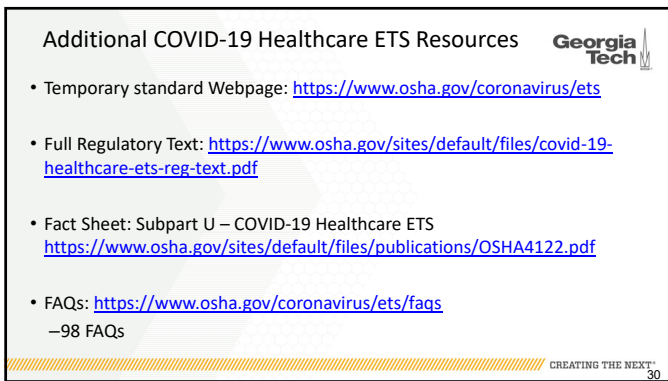 Additional COVID-19 Healthcare ETS Resources
Georgia
Tech
• Temporary standard Webpage: https://www.osha.gov/coronavirus/ets
• Full Regulatory Text: https://www.osha.gov/sites/default/files/covid-19-
healthcare-ets-reg-text.pdf
• Fact Sheet: Subpart U – COVID-19 Healthcare ETS
https://www.osha.gov/sites/default/files/publications/OSHA4122.pdf
• FAQs: https://www.osha.gov/coronavirus/ets/faqs
–98 FAQs
CREATING THE NEXT®
30